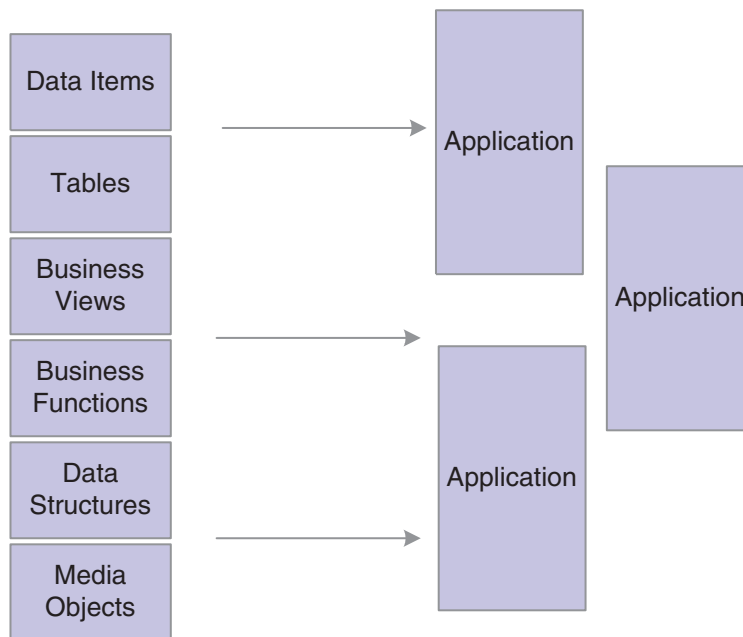 Data Items
Tables
Business
Views
Business
Functions
Data
Structures
Media
Objects
Application
Application
Application